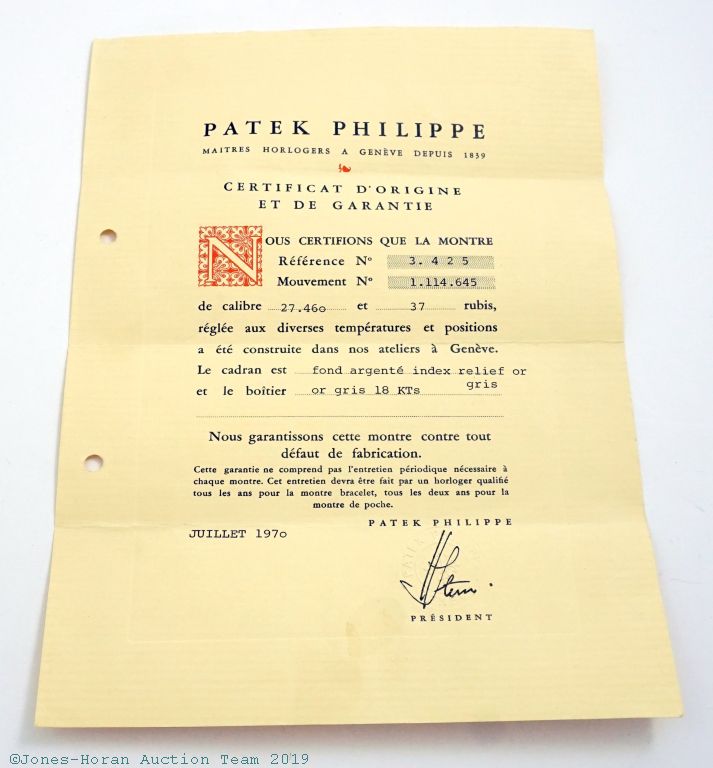 PATEK PHILIPPE
MAITRES HORLOGERS A GENÈVE DEPUIS 1839
CERTIFICAT D'ORIGINE
ET DE GARANTIE
NOUS CERTIFIONS QUE LA MONTRE
Référence Nº 3.425
Mouvement Nº 1.114.645
de calibre 27.46o et 37 rubis,
réglée aux diverses températures et positions
a été construite dans nos ateliers à Genève.
Le cadran est fond argenté index relief or
gris
et le boîtier or gris 18 KTs
Nous garantissons cette montre contre tout
défaut de fabrication.
Cette garantie ne comprend pas l'entretien périodique nécessaire à
chaque montre. Cet entretien devra être fait par un horloger qualifié
tous les ans pour la montre bracelet, tous les deux ans pour la
montre de poche.
PATEK PHILIPPE
JUILLET 197o
H Stern.
PRÉSIDENT
©Jones-Horan Auction Team 2019